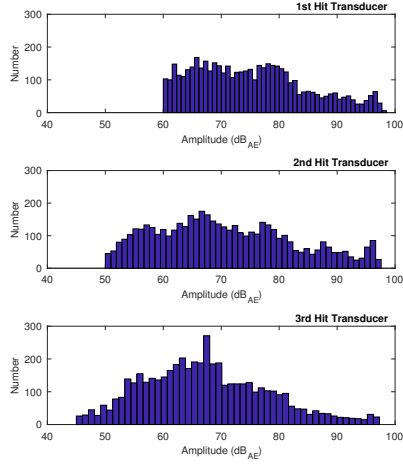 1st Hit Transducer
300
200
100
0
Number
40 50 60 70 80 90 100
Amplitude (dB_AE)
2nd Hit Transducer
300
200
100
0
Number
40 50 60 70 80 90 100
Amplitude (dB_AE)
3rd Hit Transducer
300
200
100
0
Number
40 50 60 70 80 90 100
Amplitude (dB_AE)